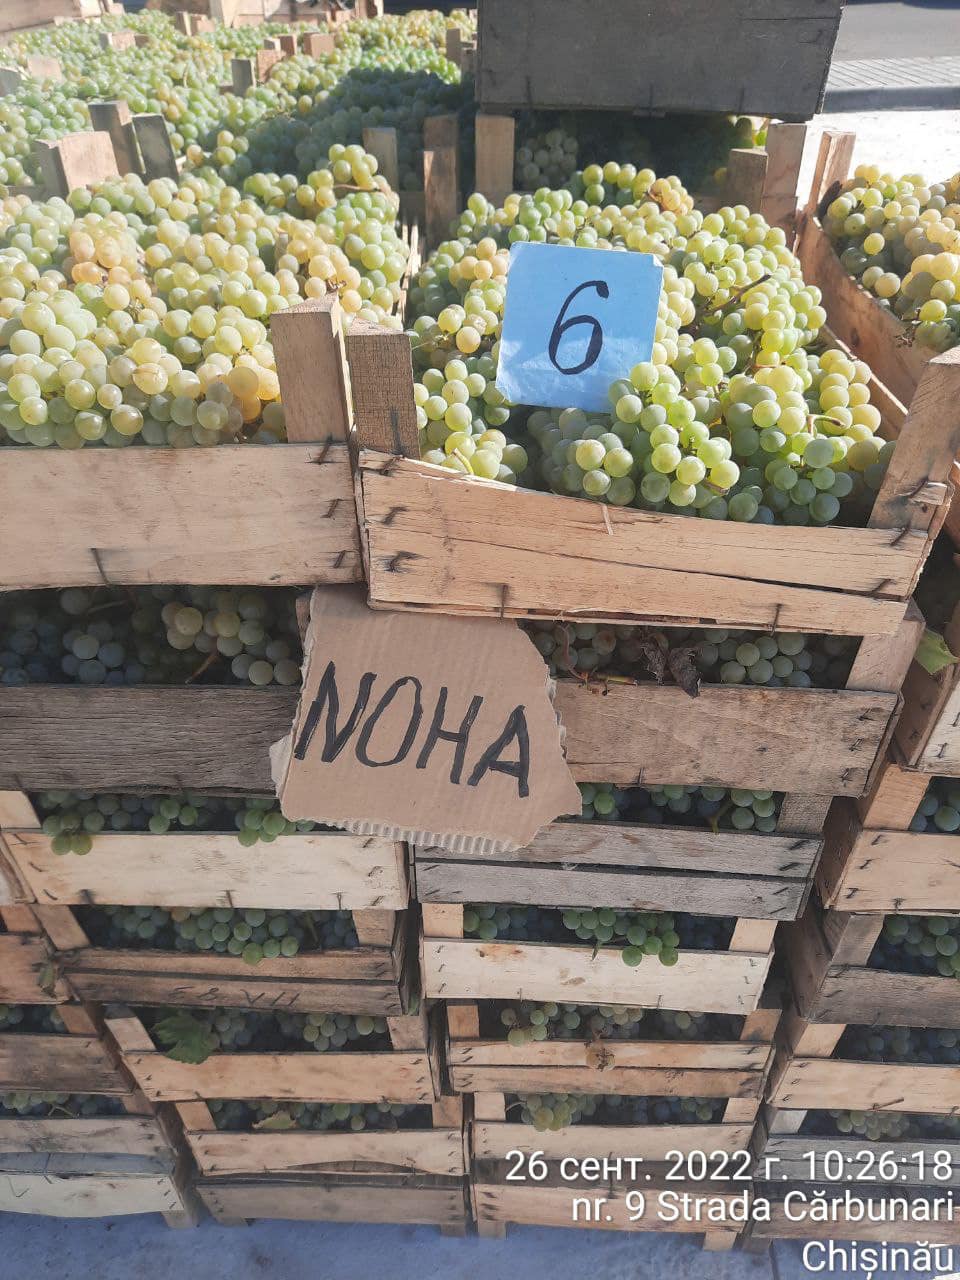 6
NOHA
26 сент. 2022 г. 10:26:18
nr. 9 Strada Cărbunari
Chișinău